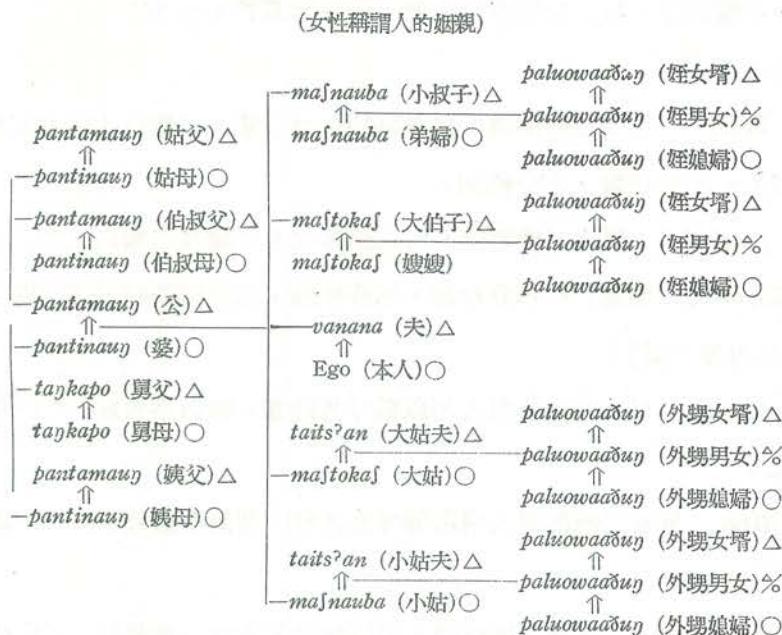 (女性稱謂人的姻親)
pantamauŋ (姑父)△
⇑
pantinauŋ (姑母)○
pantamauŋ (伯叔父)△
⇑
pantinauŋ (伯叔母)○
pantamauŋ (公)△
⇑
pantinauŋ (婆)○
taŋkapo (舅父)△
⇑
taŋkapo (舅母)○
pantamauŋ (姨父)△
⇑
pantinauŋ (姨母)○
maʃnauba (小叔子)△
⇑
maʃnauba (弟婦)○
maʃtokaʃ (大伯子)△
⇑
maʃtokaʃ (嫂嫂)
vanana (夫)△
⇑
Ego (本人)○
taitsˀan (大姑夫)△
⇑
maʃtokaʃ (大姑)○
taitsˀan (小姑夫)△
⇑
maʃnauba (小姑)○
paluowaaðuŋ (姪女壻)△
⇑
paluowaaðuŋ (姪男女)%
⇑
paluowaaðuŋ (姪媳婦)○
paluowaaðuŋ (姪女壻)△
⇑
paluowaaðuŋ (姪男女)%
⇑
paluowaaðuŋ (姪媳婦)○
paluowaaðuŋ (外甥女壻)△
⇑
paluowaaðuŋ (外甥男女)%
⇑
paluowaaðuŋ (外甥媳婦)○
paluowaaðuŋ (外甥女壻)△
⇑
paluowaaðuŋ (外甥男女)%
⇑
paluowaaðuŋ (外甥媳婦)○